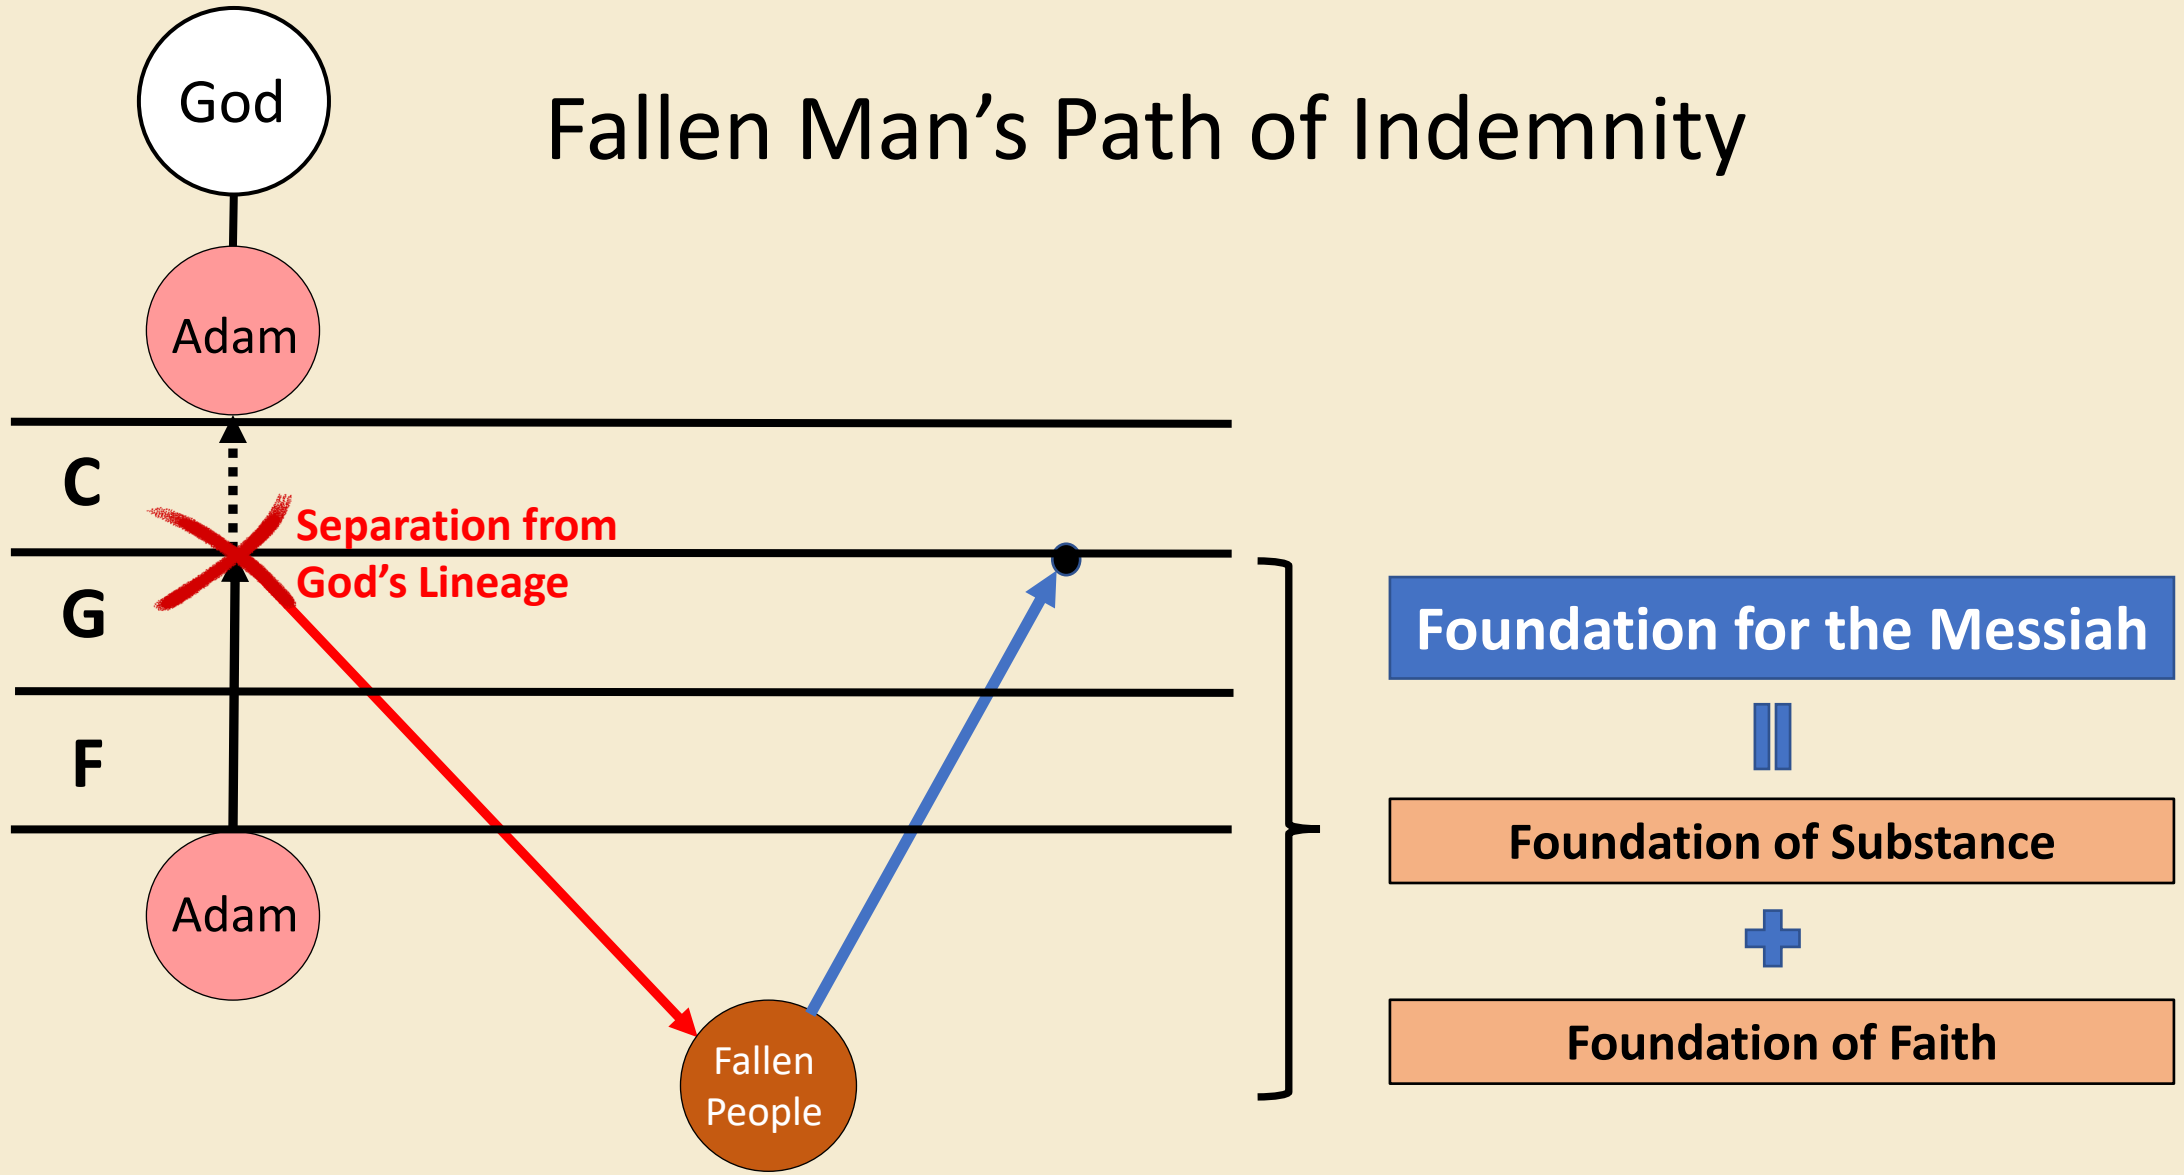 God
Fallen Man’s Path of Indemnity
Adam
C
Separation from
God’s Lineage
G
F
Adam
Fallen
People
Foundation for the Messiah
Foundation of Substance
Foundation of Faith